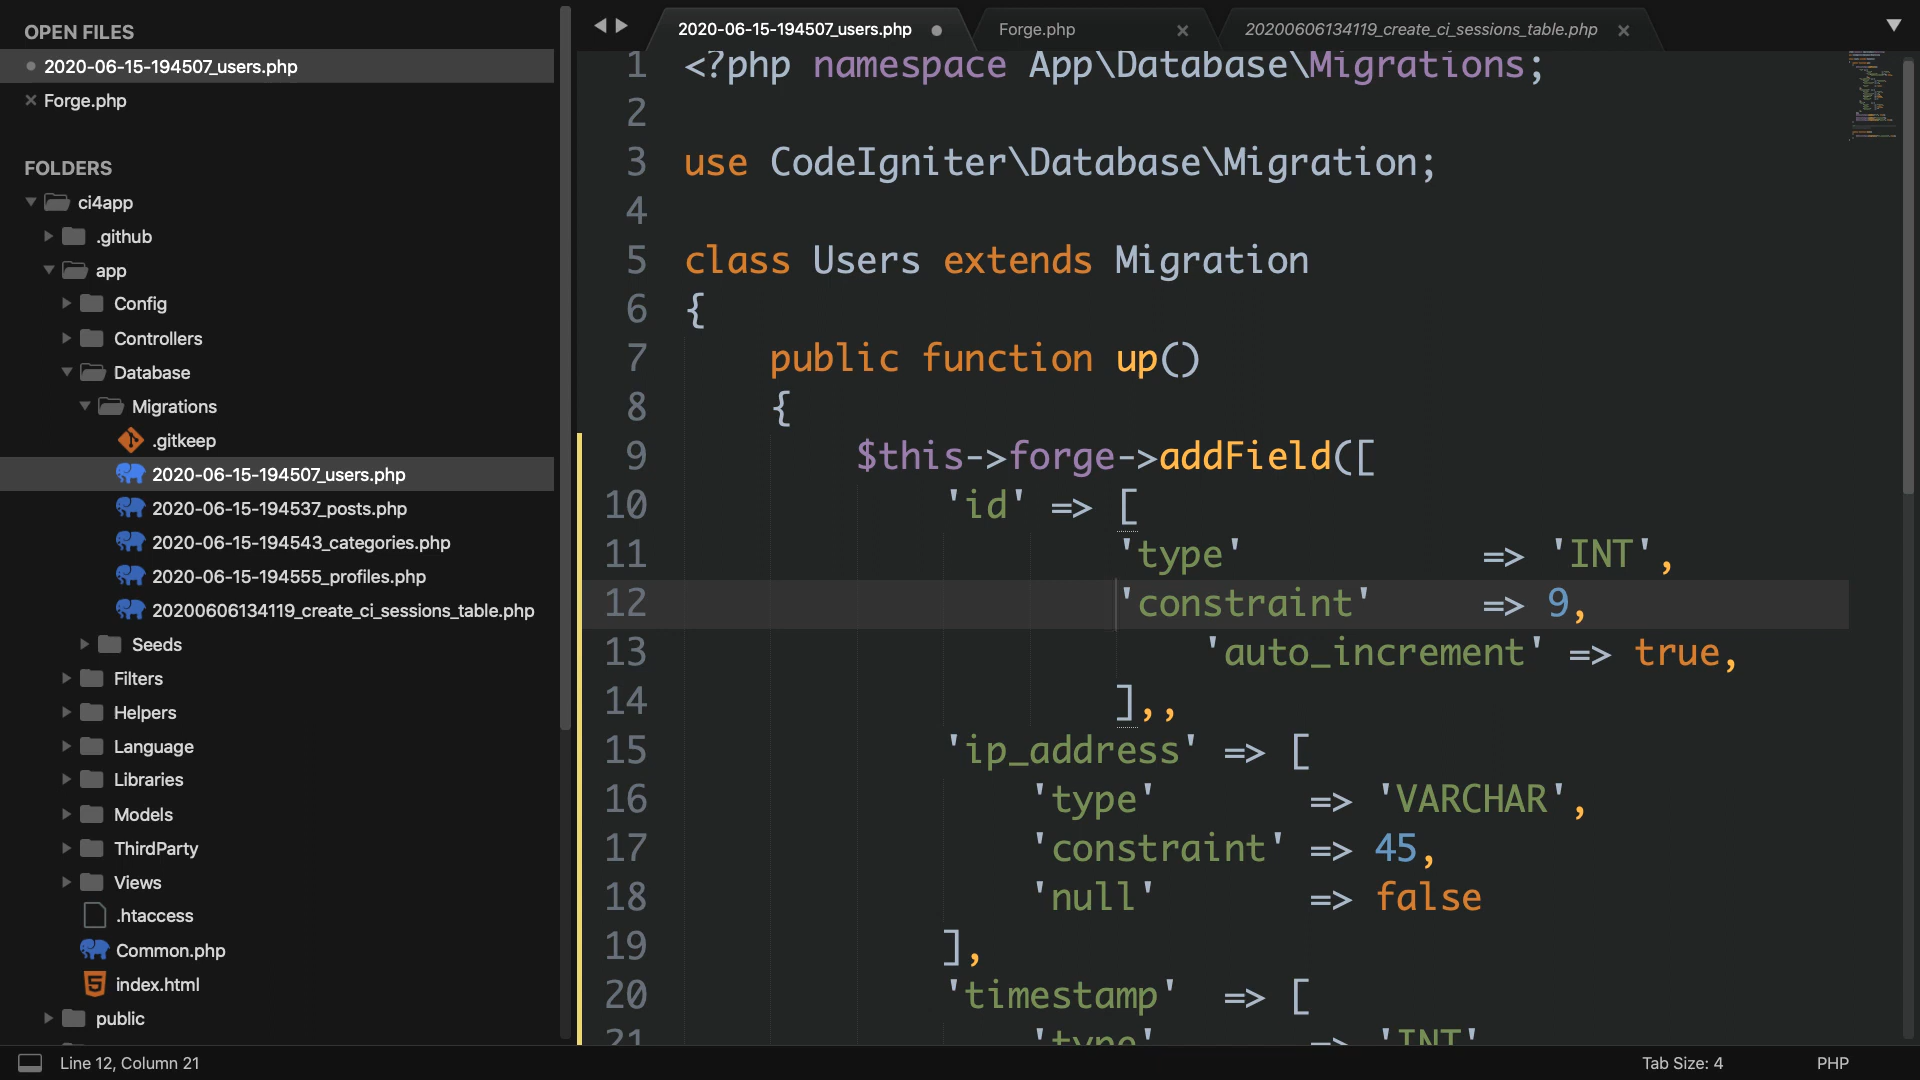 OPEN FILES
2020-06-15-194507_users.php
Forge.php
FOLDERS
ci4app
.github
app
Config
Controllers
Database
Migrations
.gitkeep
2020-06-15-194507_users.php
2020-06-15-194537_posts.php
2020-06-15-194543_categories.php
2020-06-15-194555_profiles.php
20200606134119_create_ci_sessions_table.php
Seeds
Filters
Helpers
Language
Libraries
Models
ThirdParty
Views
.htaccess
Common.php
index.html
public
2020-06-15-194507_users.php
Forge.php
20200606134119_create_ci_sessions_table.php
1 <?php namespace App\Database\Migrations;
2
3 use CodeIgniter\Database\Migration;
4
5 class Users extends Migration
6 {
7 public function up()
8 {
9 $this->forge->addField([
10 'id' => [
11 'type' => 'INT',
12 'constraint' => 9,
13 'auto_increment' => true,
14 ],,
15 'ip_address' => [
16 'type' => 'VARCHAR',
17 'constraint' => 45,
18 'null' => false
19 ],
20 'timestamp' => [
21 'type' => 'INT'
Line 12, Column 21
Tab Size: 4
PHP